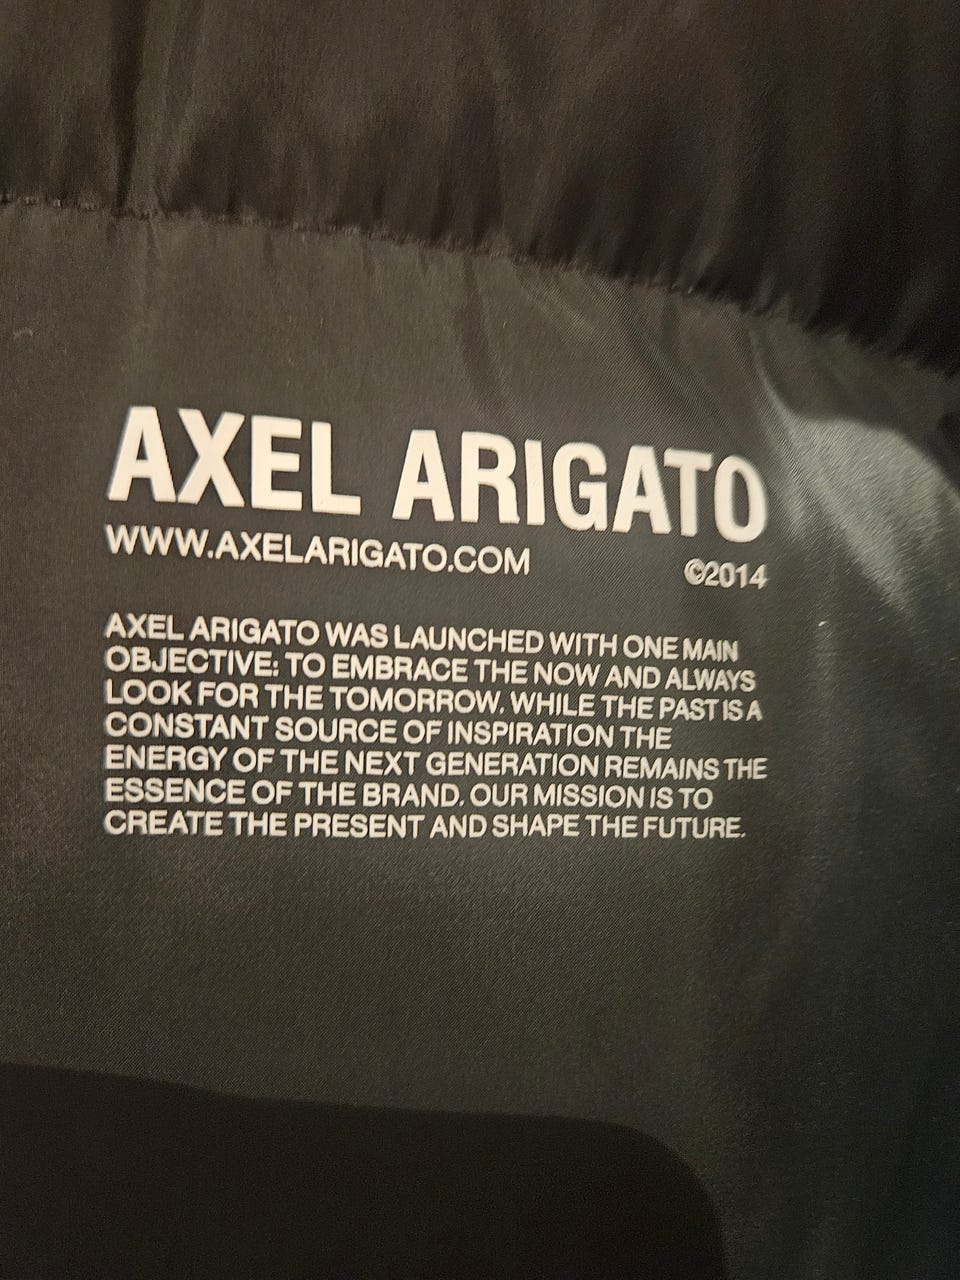 AXEL ARIGATO
WWW.AXELARIGATO.COM
©2014
AXEL ARIGATO WAS LAUNCHED WITH ONE MAIN
OBJECTIVE: TO EMBRACE THE NOW AND ALWAYS
LOOK FOR THE TOMORROW. WHILE THE PAST IS A
CONSTANT SOURCE OF INSPIRATION THE
ENERGY OF THE NEXT GENERATION REMAINS THE
ESSENCE OF THE BRAND. OUR MISSION IS TO
CREATE THE PRESENT AND SHAPE THE FUTURE.